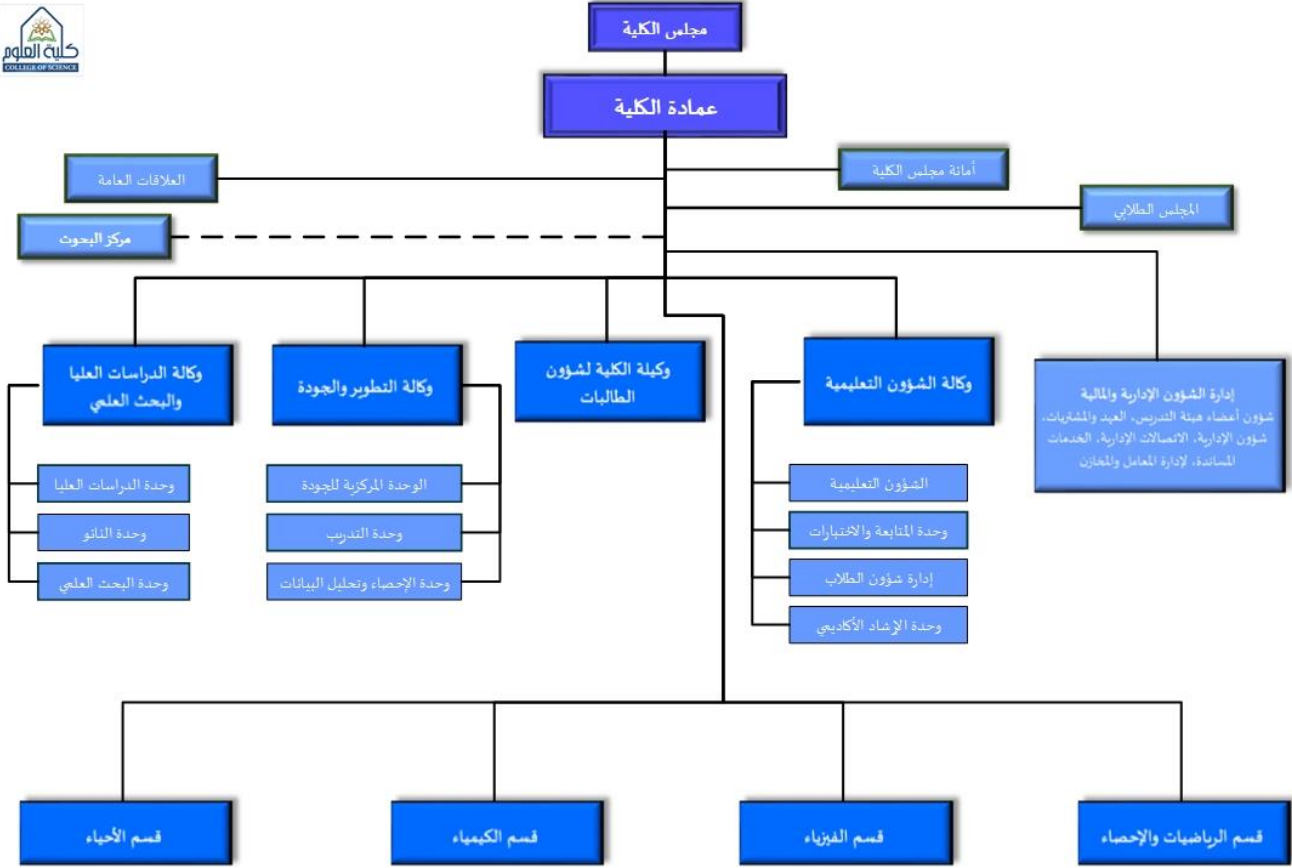 كلية العلوم
COLLEGE OF SCIENCE
مجلس الكلية
عمادة الكلية
أمانة مجلس الكلية
العلاقات العامة
المجلس الطلابي
مركز البحوث
إدارة الشؤون الإدارية والمالية
شؤون أعضاء هيئة التدريس، العهد والمشتريات،
شؤون الإدارية، الاتصالات الإدارية، الخدمات
المساندة، لإدارة المعامل والمخازن
وكالة الشؤون التعليمية
الشؤون التعليمية
وحدة المتابعة والاختبارات
إدارة شؤون الطلاب
وحدة الإرشاد الأكاديمي
وكيلة الكلية لشؤون
الطالبات
وكالة التطوير والجودة
الوحدة المركزية للجودة
وحدة التدريب
وحدة الإحصاء وتحليل البيانات
وكالة الدراسات العليا
والبحث العلمي
وحدة الدراسات العليا
وحدة النانو
وحدة البحث العلمي
قسم الرياضيات والإحصاء
قسم الفيزياء
قسم الكيمياء
قسم الأحياء